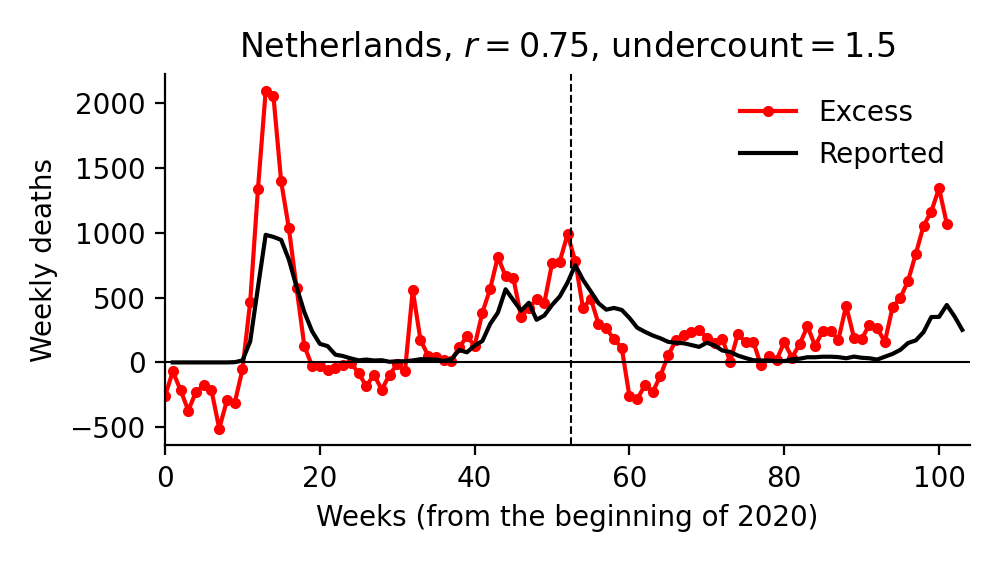 Netherlands, r = 0.75, undercount = 1.5
Excess
Reported
Weekly deaths
2000
1500
1000
500
0
−500
0 20 40 60 80 100
Weeks (from the beginning of 2020)